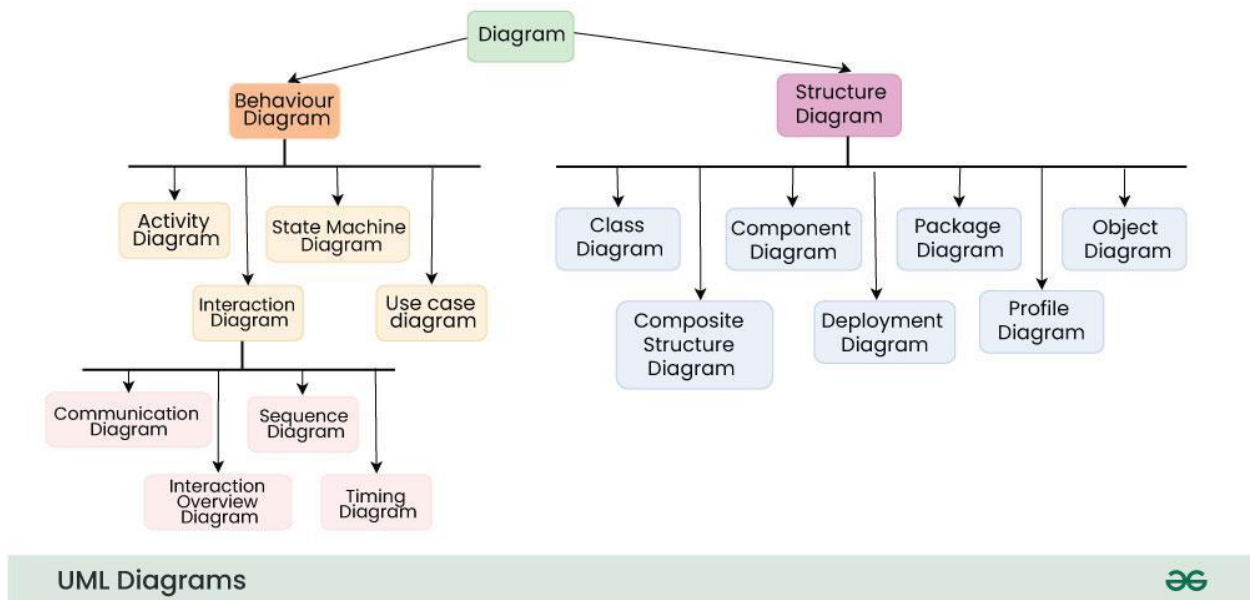 Diagram
Behaviour
Diagram
Structure
Diagram
Activity
Diagram
State Machine
Diagram
Interaction
Diagram
Use case
diagram
Communication
Diagram
Sequence
Diagram
Interaction
Overview
Diagram
Timing
Diagram
Class
Diagram
Component
Diagram
Package
Diagram
Object
Diagram
Composite
Structure
Diagram
Deployment
Diagram
Profile
Diagram
UML Diagrams